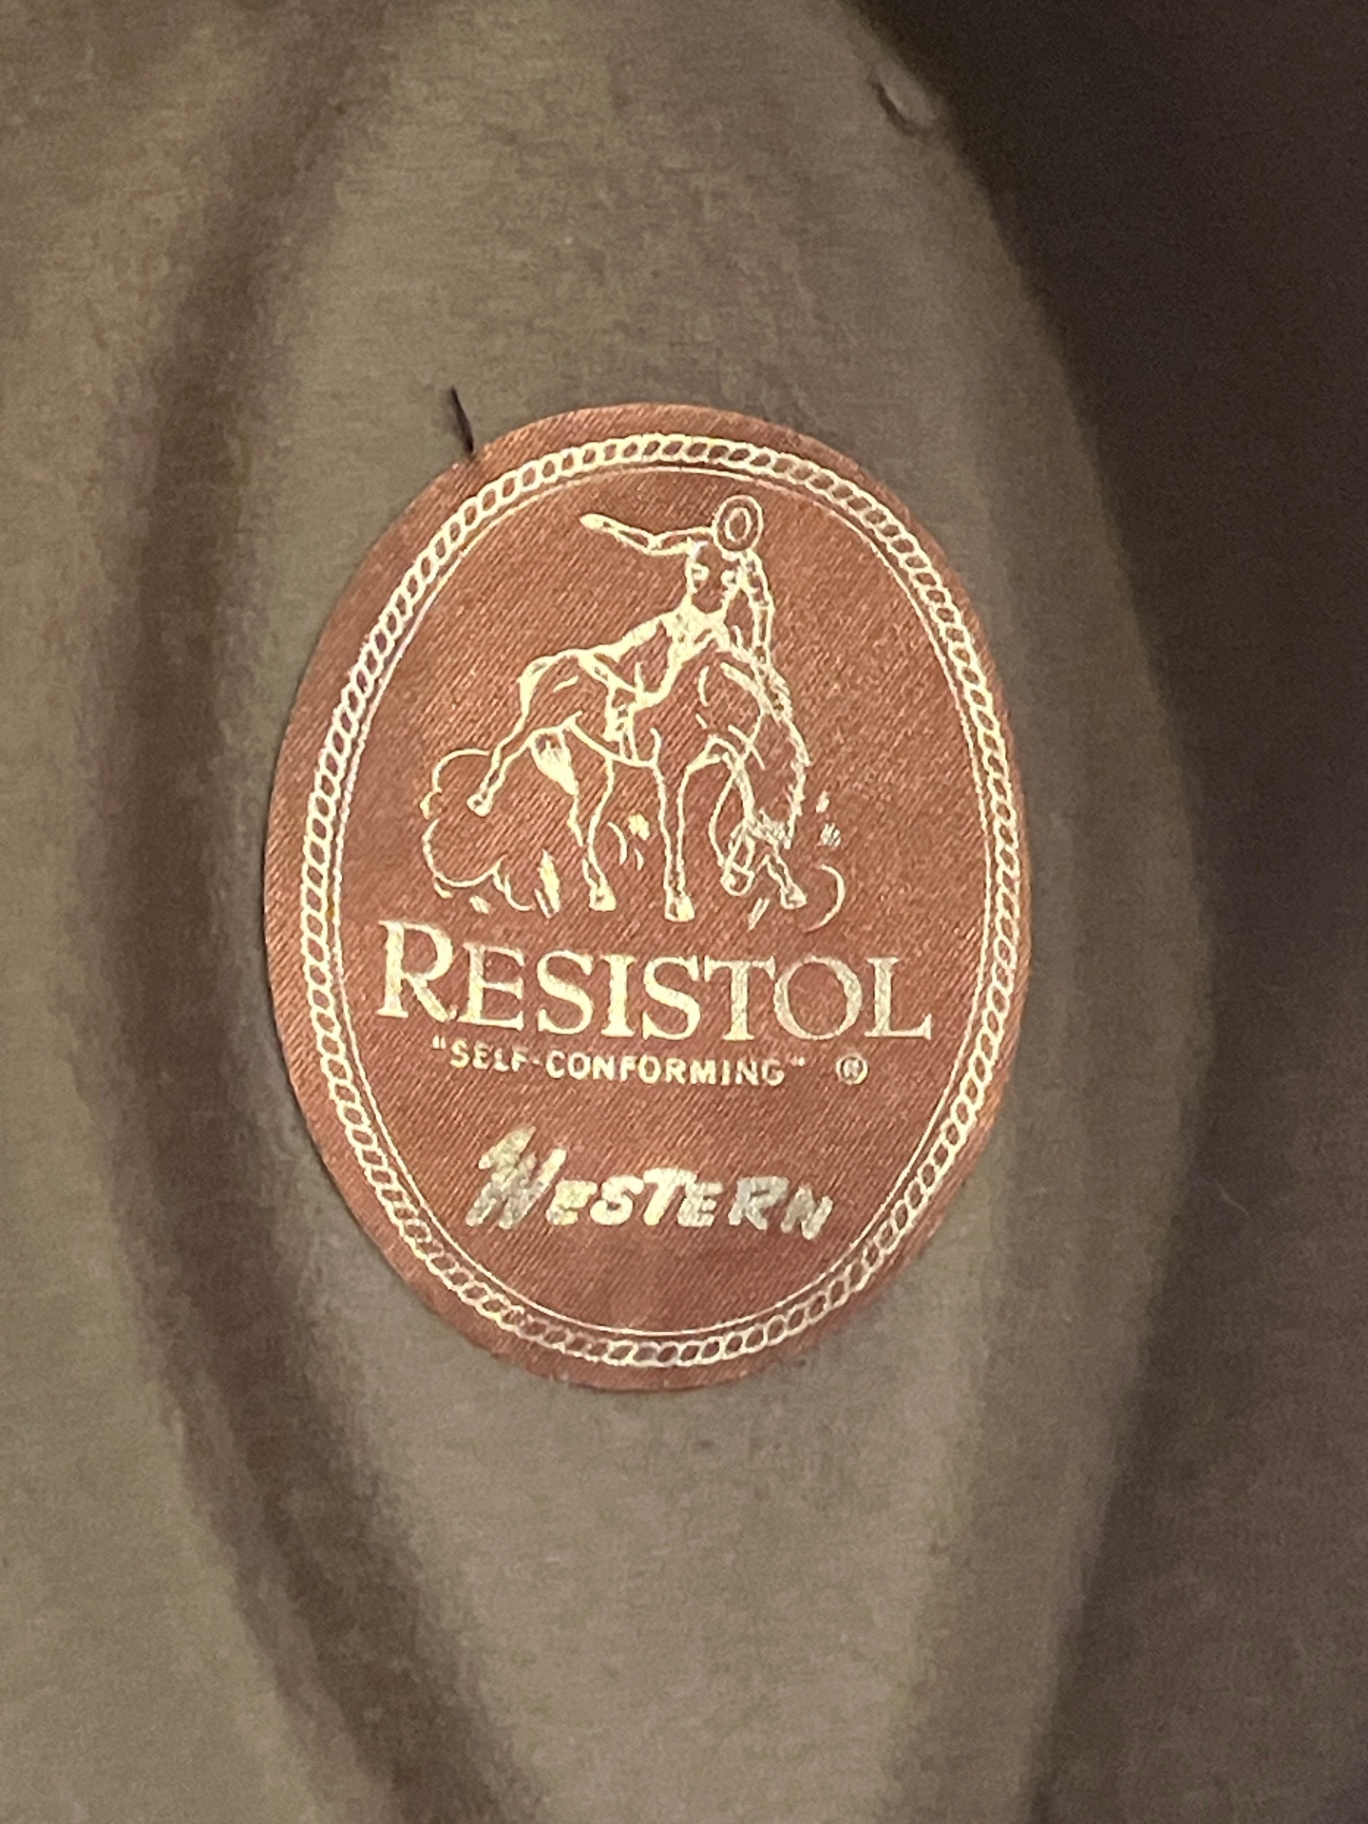 RESISTOL
"SELF-CONFORMING" ®
WESTERN